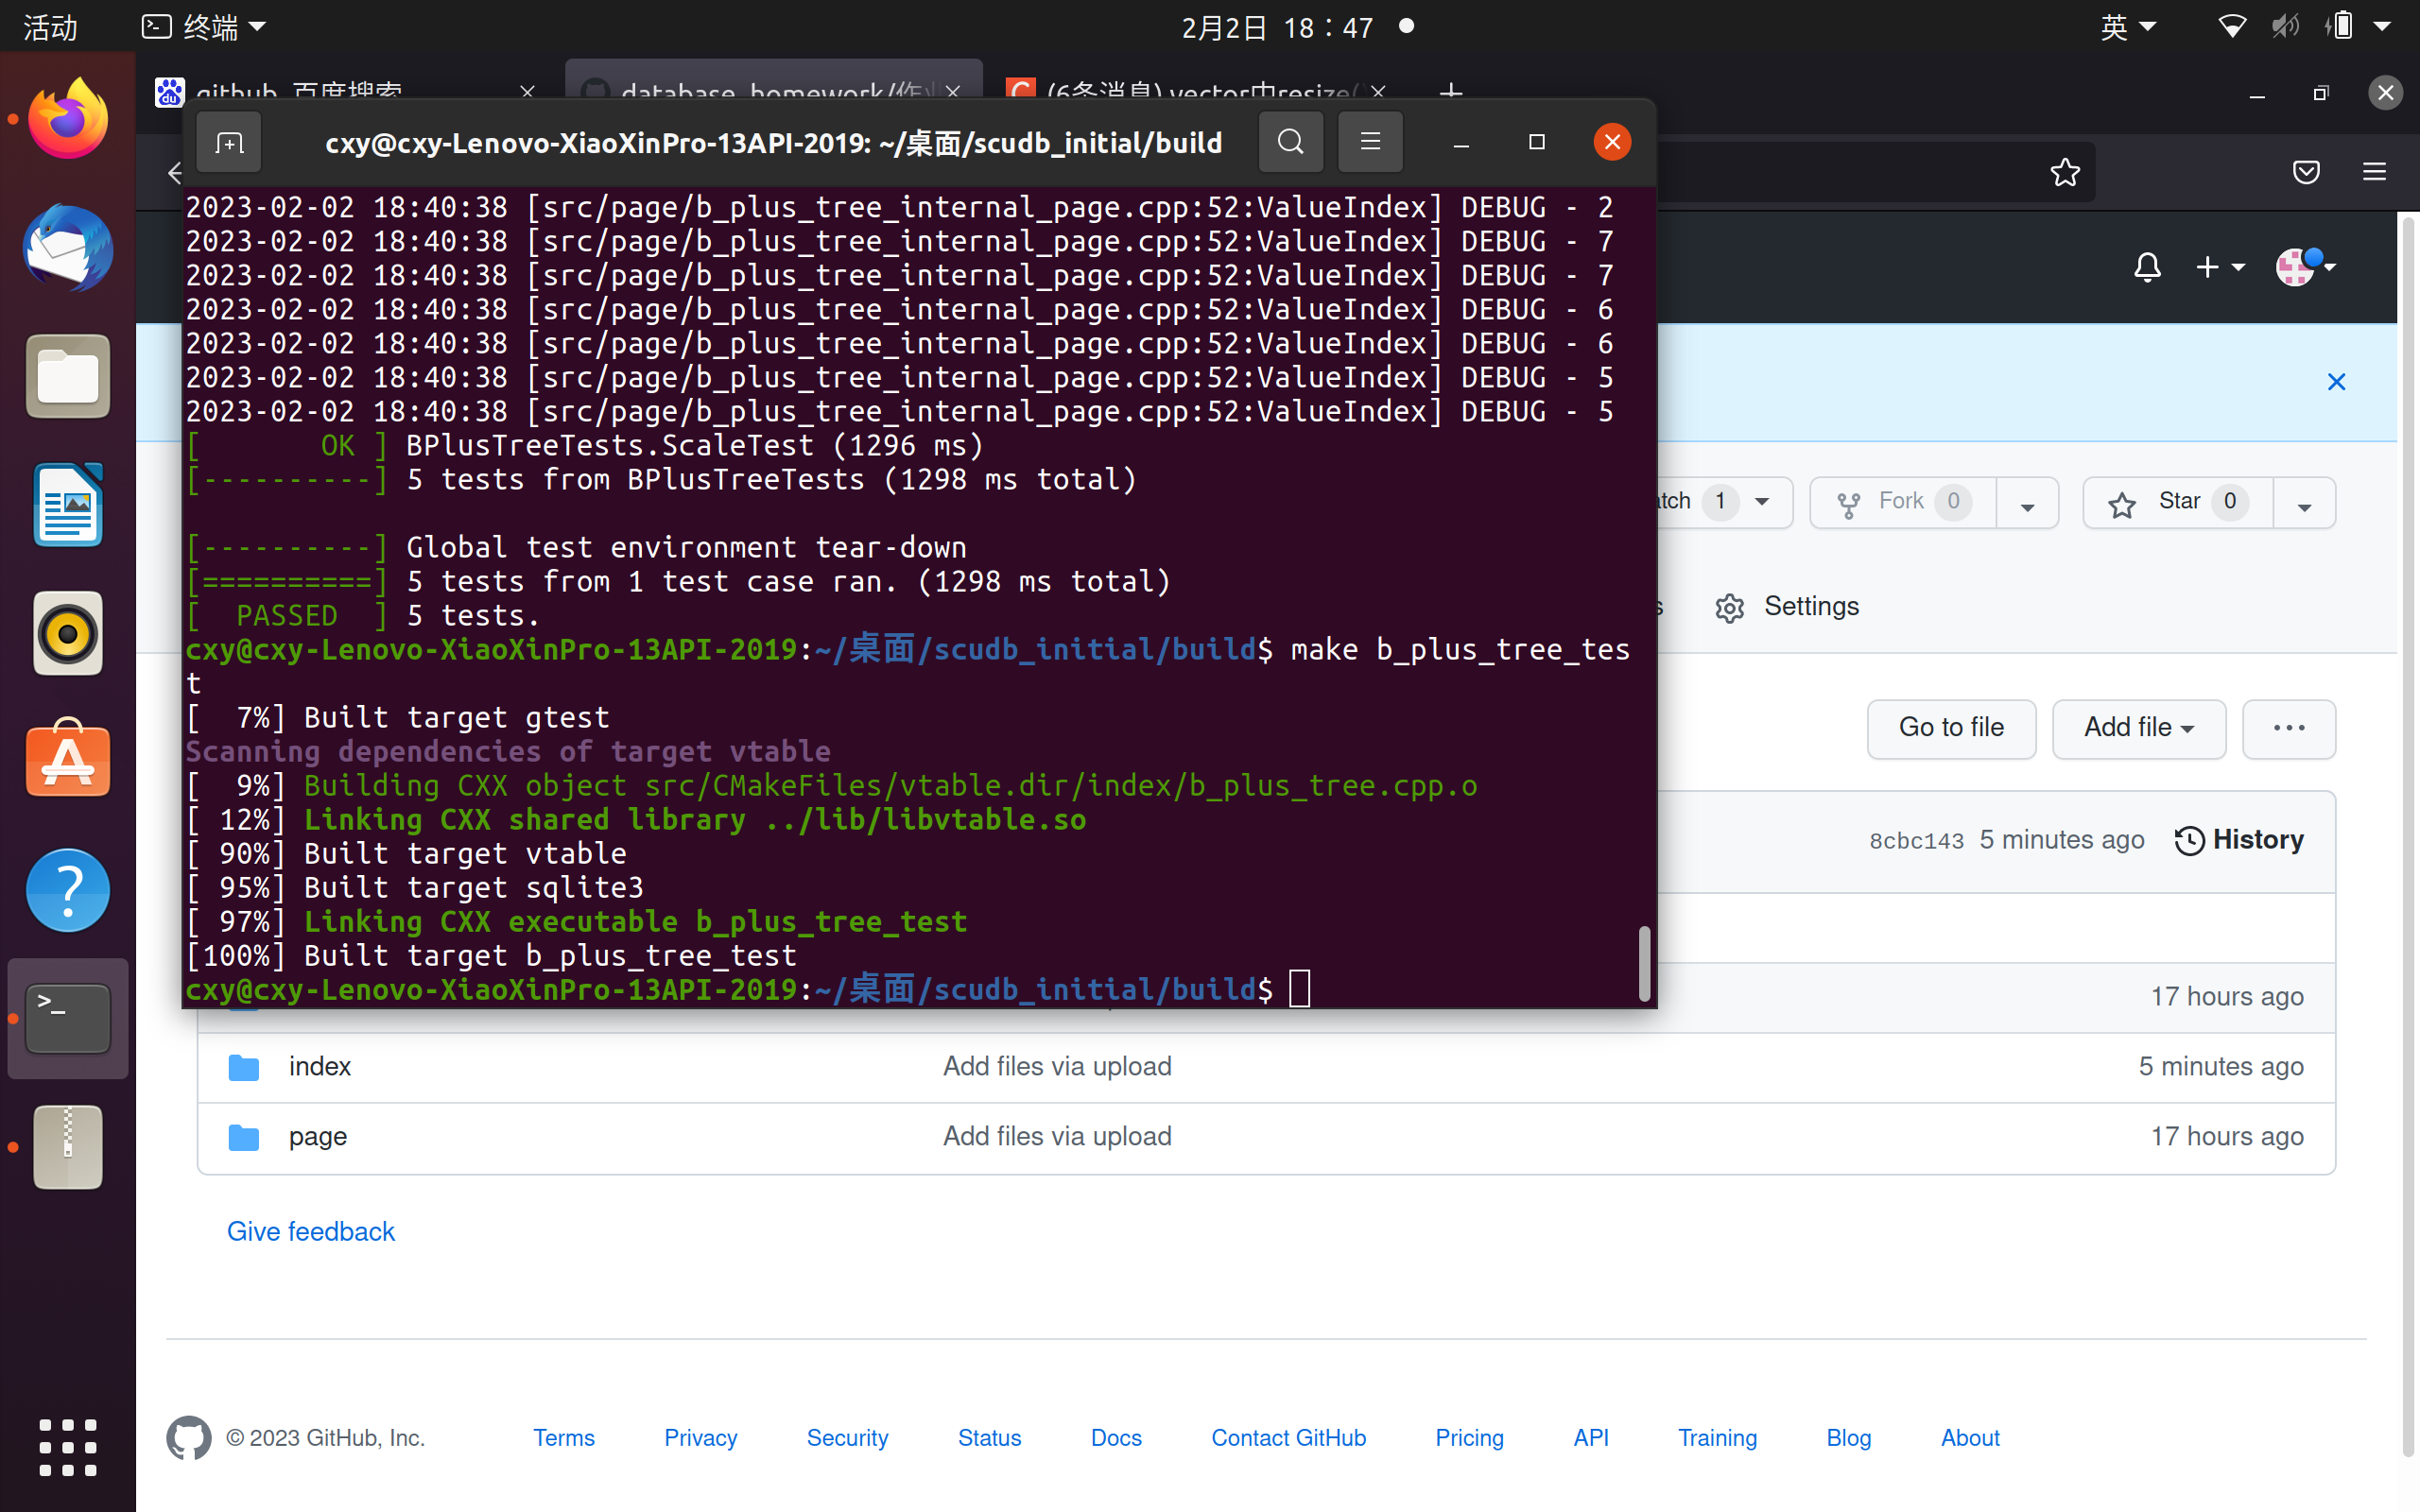 活动
终端
2月2日 18：47
英
github_百度搜索
database_homework/作业
(6条消息) vector中resize(
cxy@cxy-Lenovo-XiaoXinPro-13API-2019: ~/桌面/scudb_initial/build
2023-02-02 18:40:38 [src/page/b_plus_tree_internal_page.cpp:52:ValueIndex] DEBUG - 2
2023-02-02 18:40:38 [src/page/b_plus_tree_internal_page.cpp:52:ValueIndex] DEBUG - 7
2023-02-02 18:40:38 [src/page/b_plus_tree_internal_page.cpp:52:ValueIndex] DEBUG - 7
2023-02-02 18:40:38 [src/page/b_plus_tree_internal_page.cpp:52:ValueIndex] DEBUG - 6
2023-02-02 18:40:38 [src/page/b_plus_tree_internal_page.cpp:52:ValueIndex] DEBUG - 6
2023-02-02 18:40:38 [src/page/b_plus_tree_internal_page.cpp:52:ValueIndex] DEBUG - 5
2023-02-02 18:40:38 [src/page/b_plus_tree_internal_page.cpp:52:ValueIndex] DEBUG - 5
[       OK ] BPlusTreeTests.ScaleTest (1296 ms)
[----------] 5 tests from BPlusTreeTests (1298 ms total)
[----------] Global test environment tear-down
[==========] 5 tests from 1 test case ran. (1298 ms total)
[  PASSED  ] 5 tests.
cxy@cxy-Lenovo-XiaoXinPro-13API-2019:~/桌面/scudb_initial/build$ make b_plus_tree_tes
t
[  7%] Built target gtest
Scanning dependencies of target vtable
[  9%] Building CXX object src/CMakeFiles/vtable.dir/index/b_plus_tree.cpp.o
[ 12%] Linking CXX shared library ../lib/libvtable.so
[ 90%] Built target vtable
[ 95%] Built target sqlite3
[ 97%] Linking CXX executable b_plus_tree_test
[100%] Built target b_plus_tree_test
cxy@cxy-Lenovo-XiaoXinPro-13API-2019:~/桌面/scudb_initial/build$
atch 1
Fork 0
Star 0
s
Settings
Go to file
Add file
8cbc143 5 minutes ago
History
17 hours ago
index Add files via upload 5 minutes ago
page Add files via upload 17 hours ago
Give feedback
© 2023 GitHub, Inc. Terms Privacy Security Status Docs Contact GitHub Pricing API Training Blog About